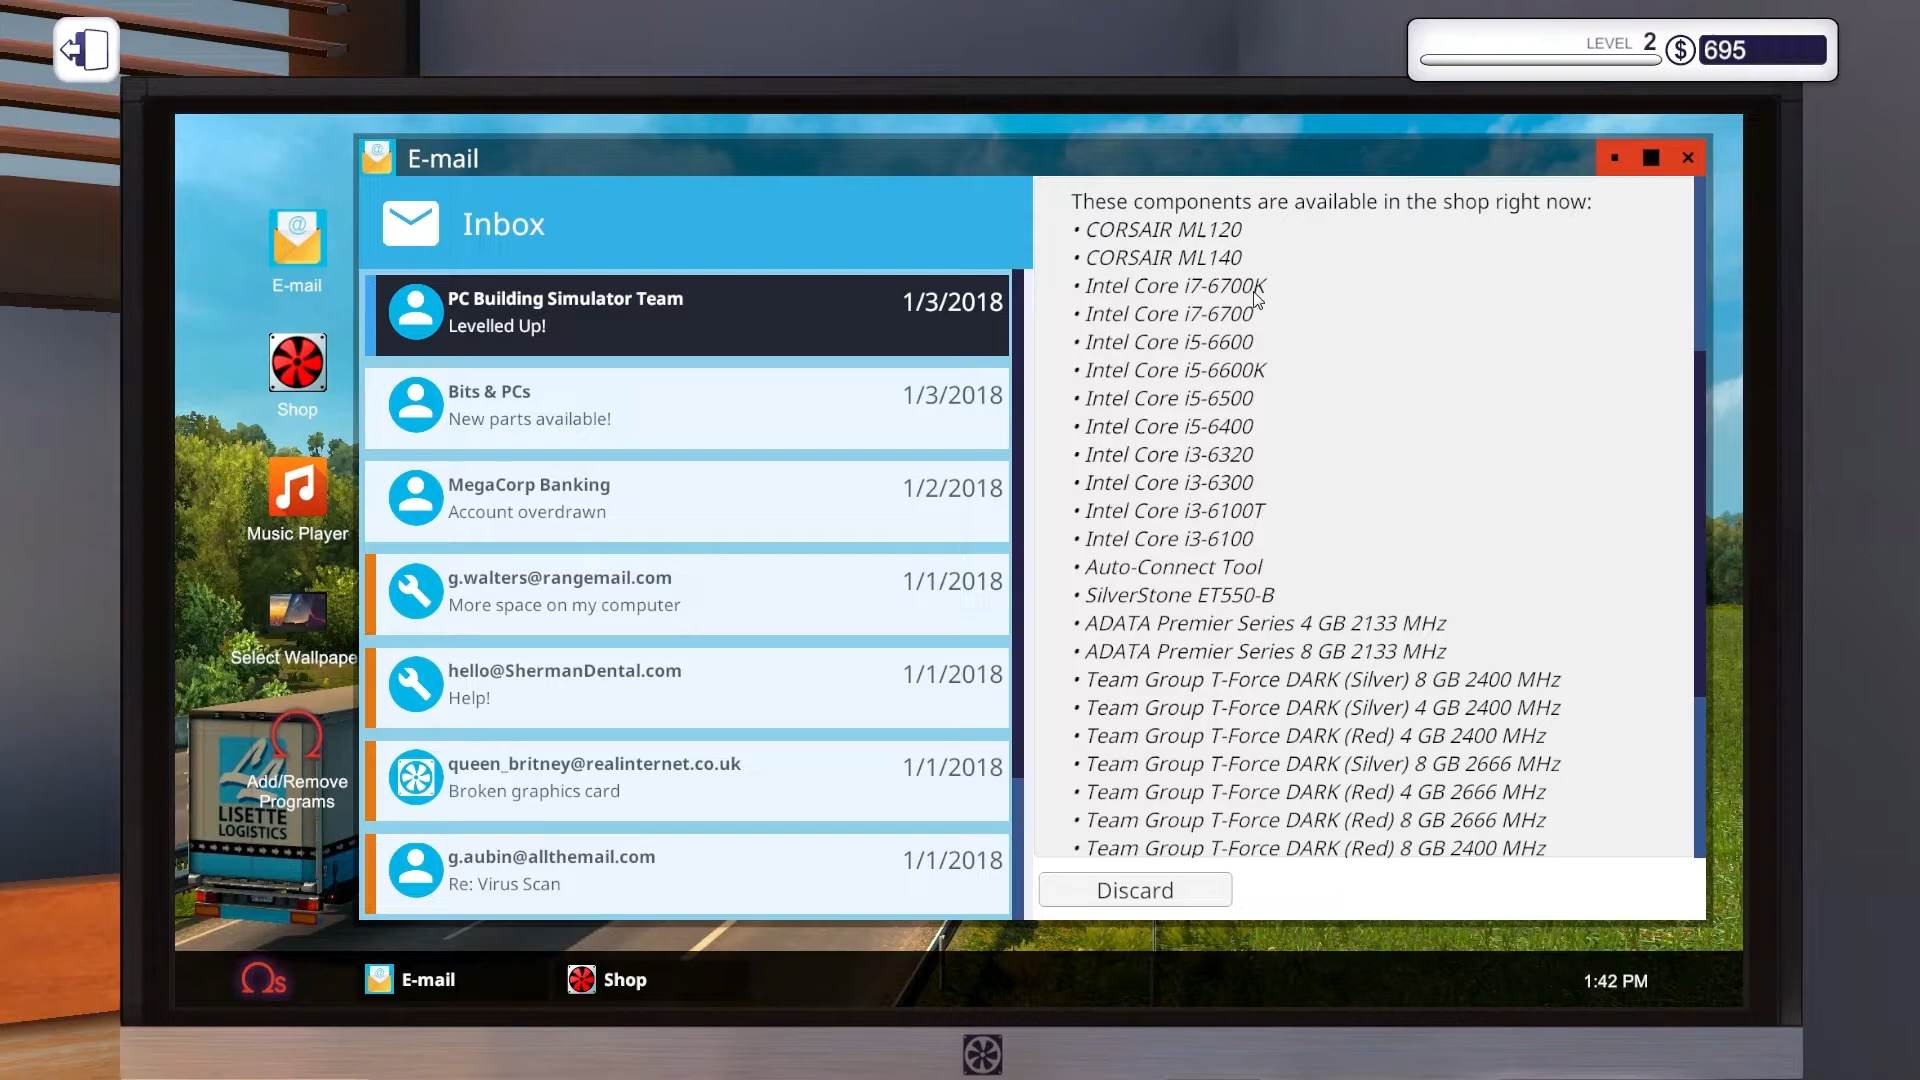 LEVEL 2
$ 695
E-mail
Inbox
PC Building Simulator Team
1/3/2018
Levelled Up!
Bits & PCs
1/3/2018
New parts available!
MegaCorp Banking
1/2/2018
Account overdrawn
g.walters@rangemail.com
1/1/2018
More space on my computer
hello@ShermanDental.com
1/1/2018
Help!
queen_britney@realinternet.co.uk
1/1/2018
Broken graphics card
g.aubin@allthemail.com
1/1/2018
Re: Virus Scan
These components are available in the shop right now:
• CORSAIR ML120
• CORSAIR ML140
• Intel Core i7-6700K
• Intel Core i7-6700
• Intel Core i5-6600
• Intel Core i5-6600K
• Intel Core i5-6500
• Intel Core i5-6400
• Intel Core i3-6320
• Intel Core i3-6300
• Intel Core i3-6100T
• Intel Core i3-6100
• Auto-Connect Tool
• SilverStone ET550-B
• ADATA Premier Series 4 GB 2133 MHz
• ADATA Premier Series 8 GB 2133 MHz
• Team Group T-Force DARK (Silver) 8 GB 2400 MHz
• Team Group T-Force DARK (Silver) 4 GB 2400 MHz
• Team Group T-Force DARK (Red) 4 GB 2400 MHz
• Team Group T-Force DARK (Silver) 8 GB 2666 MHz
• Team Group T-Force DARK (Red) 4 GB 2666 MHz
• Team Group T-Force DARK (Red) 8 GB 2666 MHz
• Team Group T-Force DARK (Red) 8 GB 2400 MHz
Discard
E-mail
Shop
Music Player
Select Wallpape
Add/Remove
Programs
LISETTE
LOGISTICS
Ωs
E-mail
Shop
1:42 PM